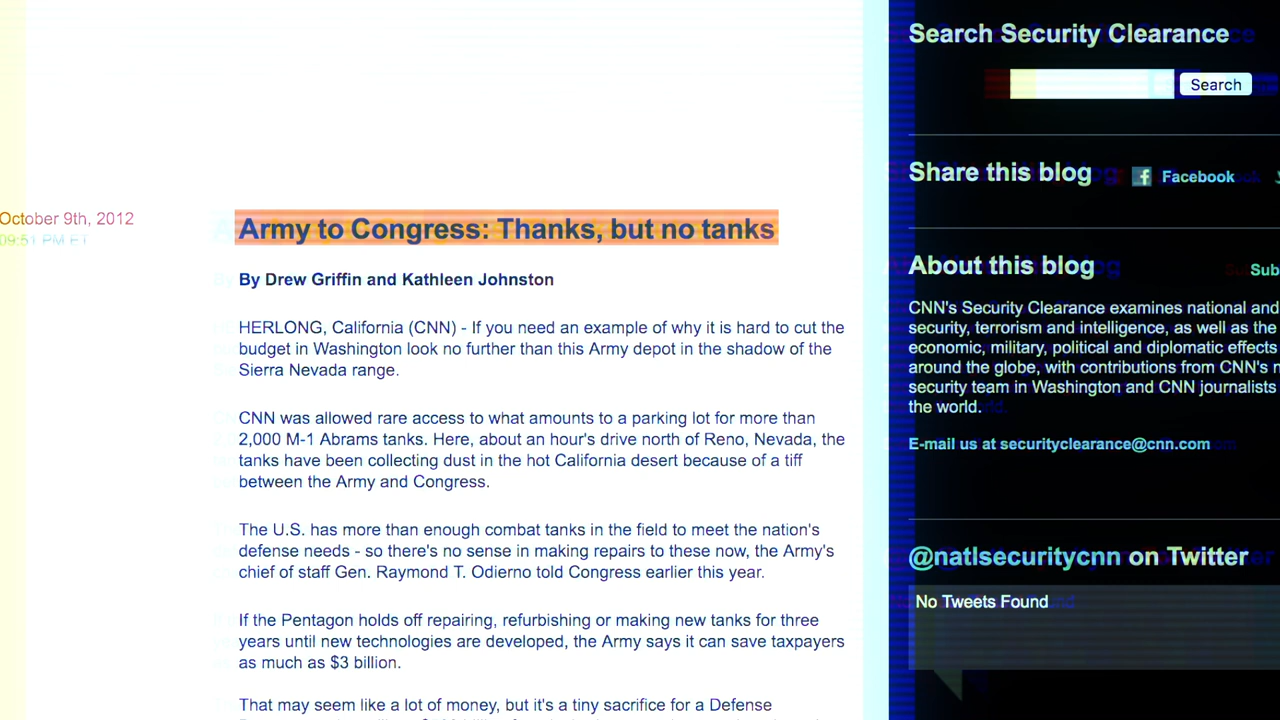 October 9th, 2012
09:51 PM ET
Army to Congress: Thanks, but no tanks
By Drew Griffin and Kathleen Johnston
HERLONG, California (CNN) - If you need an example of why it is hard to cut the
budget in Washington look no further than this Army depot in the shadow of the
Sierra Nevada range.
CNN was allowed rare access to what amounts to a parking lot for more than
2,000 M-1 Abrams tanks. Here, about an hour's drive north of Reno, Nevada, the
tanks have been collecting dust in the hot California desert because of a tiff
between the Army and Congress.
The U.S. has more than enough combat tanks in the field to meet the nation's
defense needs - so there's no sense in making repairs to these now, the Army's
chief of staff Gen. Raymond T. Odierno told Congress earlier this year.
If the Pentagon holds off repairing, refurbishing or making new tanks for three
years until new technologies are developed, the Army says it can save taxpayers
as much as $3 billion.
That may seem like a lot of money, but it's a tiny sacrifice for a Defense
Search Security Clearance
Search
Share this blog
Facebook
About this blog
Sub
CNN's Security Clearance examines national and
security, terrorism and intelligence, as well as the
economic, military, political and diplomatic effects
around the globe, with contributions from CNN's n
security team in Washington and CNN journalists
the world.
E-mail us at securityclearance@cnn.com
@natlsecuritycnn on Twitter
No Tweets Found